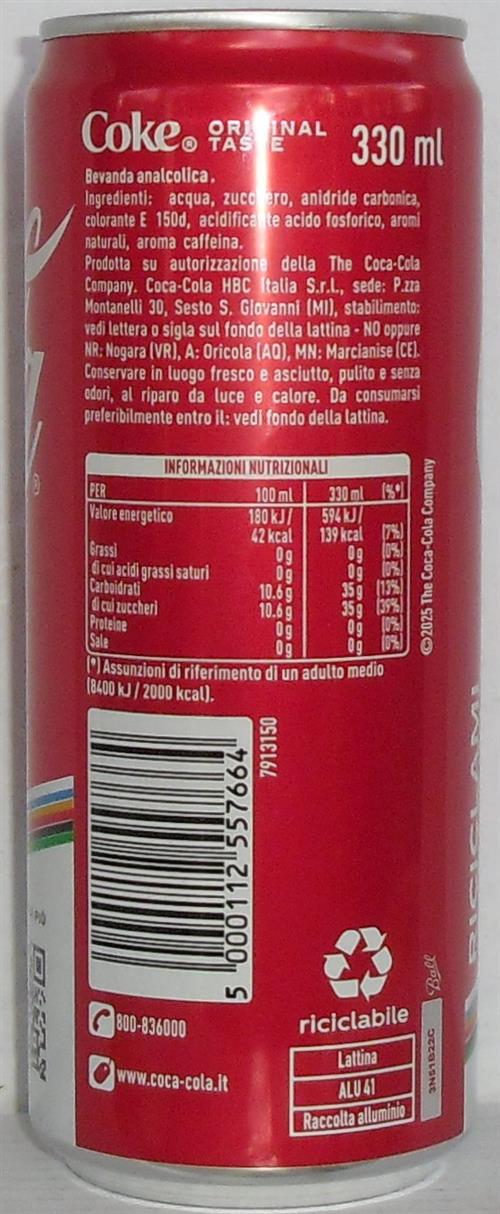 Coke® ORIGINAL TASTE 330 ml
Bevanda analcolica.
Ingredienti: acqua, zucchero, anidride carbonica,
colorante E 150d, acidificante acido fosforico, aromi
naturali, aroma caffeina.
Prodotta su autorizzazione della The Coca-Cola
Company. Coca-Cola HBC Italia S.r.l., sede: P.zza
Montanelli 30, Sesto S. Giovanni (MI), stabilimento:
vedi lettera o sigla sul fondo della lattina - NO oppure
NR: Nogara (VR), A: Oricola (AQ), MN: Marcianise (CE).
Conservare in luogo fresco e asciutto, pulito e senza
odori, al riparo da luce e calore. Da consumarsi
preferibilmente entro il: vedi fondo della lattina.
INFORMAZIONI NUTRIZIONALI
PER 100 ml 330 ml (%*)
Valore energetico 180 kJ/ 594 kJ/
42 kcal 139 kcal (7%)
Grassi 0g 0g (0%)
di cui acidi grassi saturi 0g 0g (0%)
Carboidrati 10.6g 35g (13%)
di cui zuccheri 10.6g 35g (39%)
Proteine 0g 0g (0%)
Sale 0g 0g (0%)
(*) Assunzioni di riferimento di un adulto medio
(8400 kJ / 2000 kcal).
©2025 The Coca-Cola Company
7913150
5 000112 557664
800-836000
www.coca-cola.it
riciclabile
Lattina
ALU 41
Raccolta alluminio
Ball
3N51B22C
RICICLAMI
PIÙ